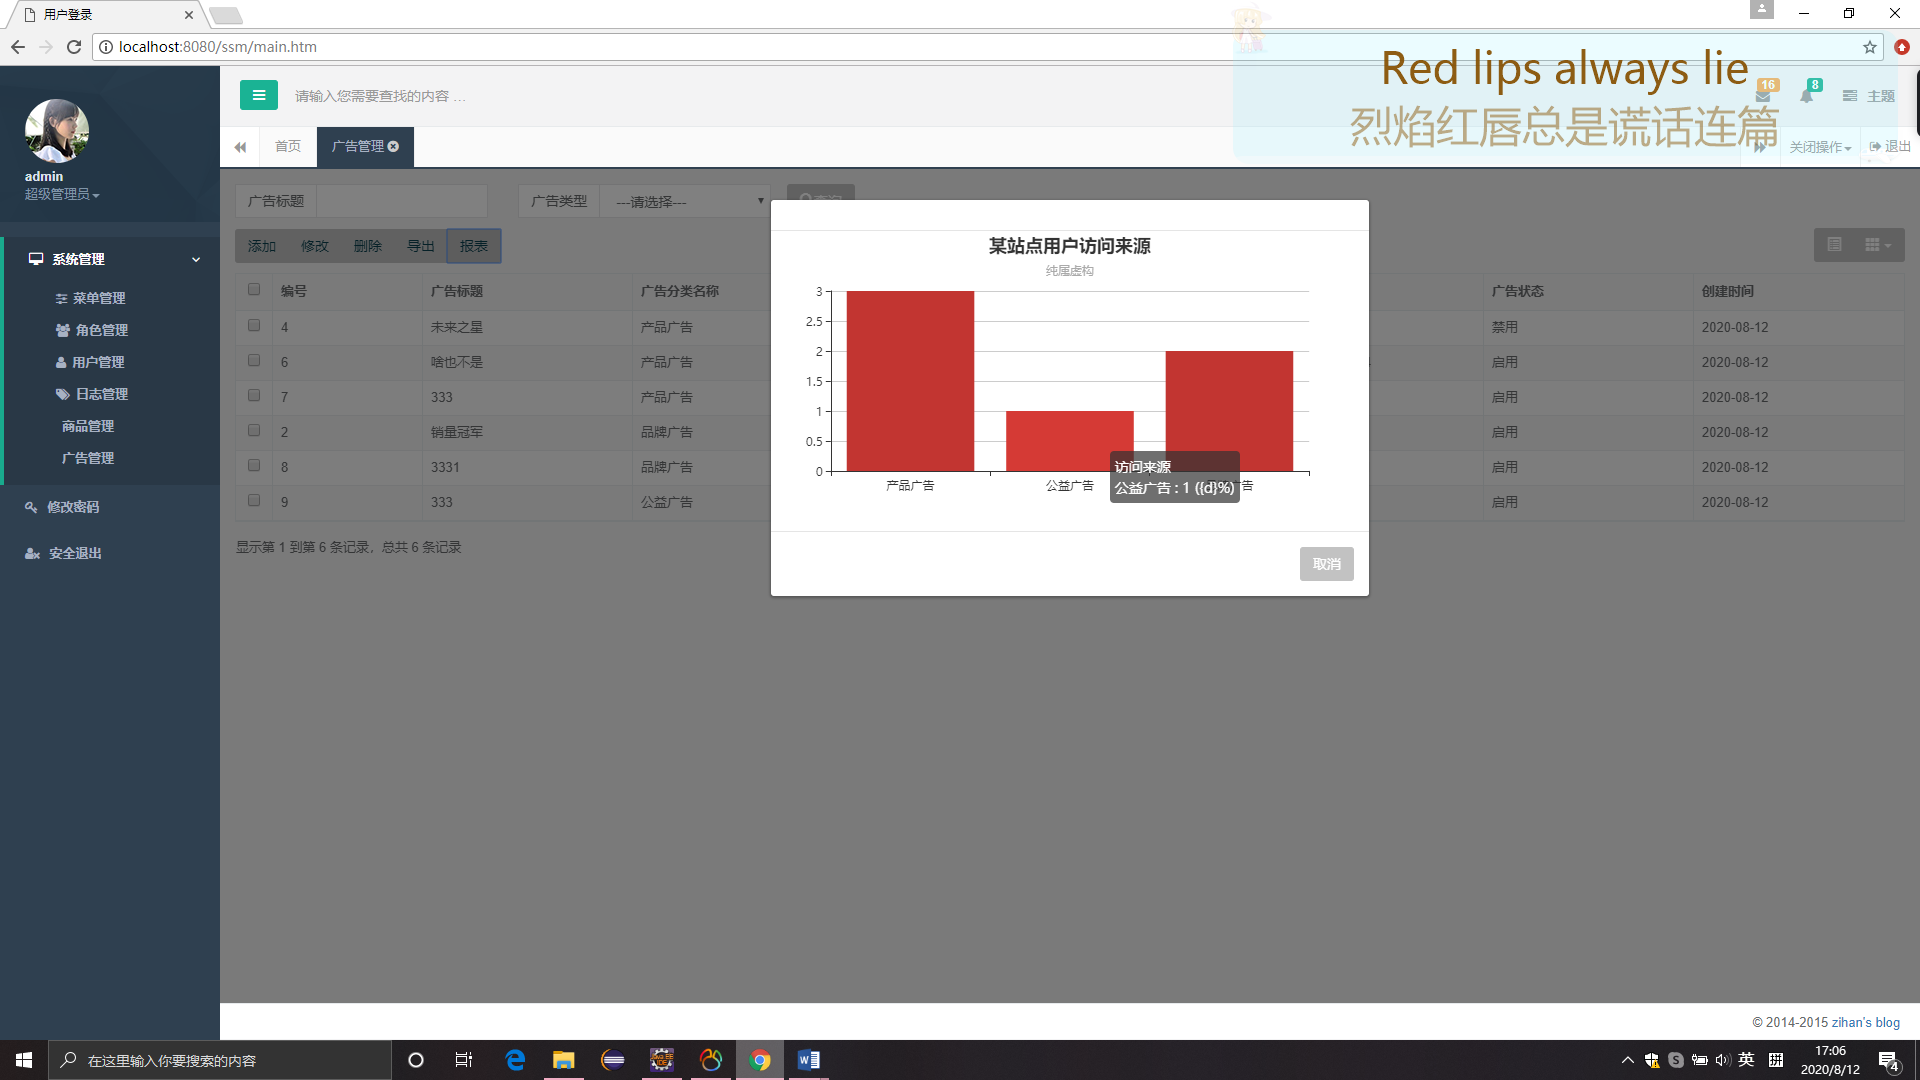 用户登录
localhost:8080/ssm/main.htm
Red lips always lie
烈焰红唇总是谎话连篇
请输入您需要查找的内容 …
16
8
主题
首页
广告管理
关闭操作
退出
admin
超级管理员
系统管理
菜单管理
角色管理
用户管理
日志管理
商品管理
广告管理
修改密码
安全退出
广告标题
广告类型
---请选择---
添加
修改
删除
导出
报表
编号 广告标题 广告分类名称 广告状态 创建时间
4 未来之星 产品广告 禁用 2020-08-12
6 啥也不是 产品广告 启用 2020-08-12
7 333 产品广告 启用 2020-08-12
2 销量冠军 品牌广告 启用 2020-08-12
8 3331 品牌广告 启用 2020-08-12
9 333 公益广告 启用 2020-08-12
显示第 1 到第 6 条记录，总共 6 条记录
某站点用户访问来源
纯属虚构
3
2.5
2
1.5
1
0.5
0
产品广告
公益广告
广告
访问来源
公益广告 : 1 ({d}%)
取消
© 2014-2015 zihan's blog
在这里输入你要搜索的内容
英
17:06
2020/8/12
4